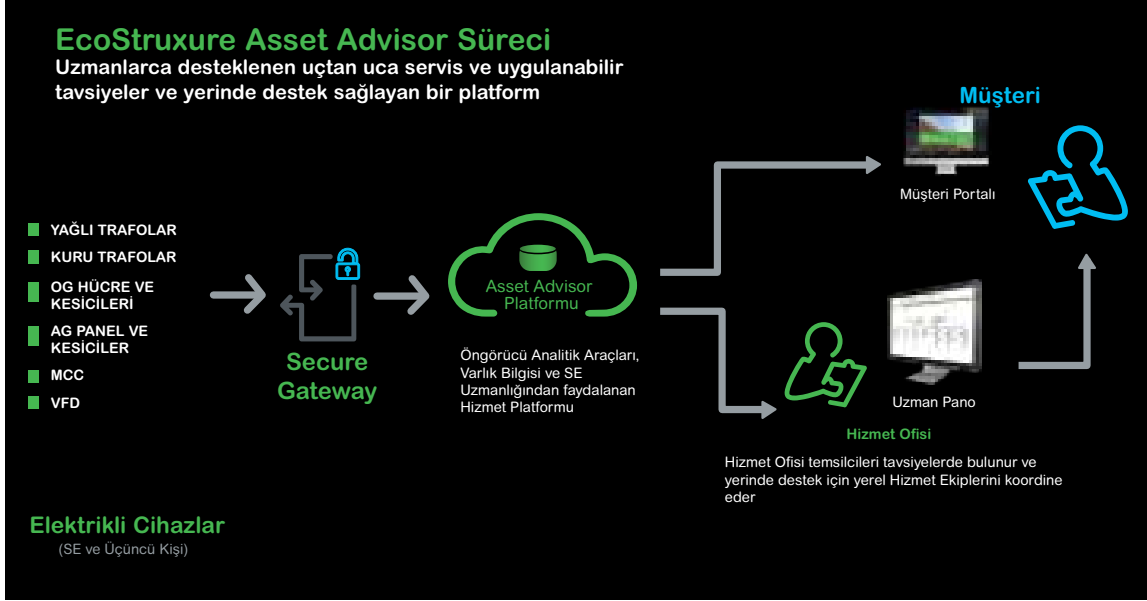 EcoStruxure Asset Advisor Süreci
Uzmanlarca desteklenen uçtan uca servis ve uygulanabilir
tavsiyeler ve yerinde destek sağlayan bir platform
Müşteri
Müşteri Portalı
YAĞLI TRAFOLAR
KURU TRAFOLAR
OG HÜCRE VE
KESİCİLERİ
AG PANEL VE
KESİCİLER
MCC
VFD
Secure
Gateway
Asset Advisor
Platformu
Öngörücü Analitik Araçları,
Varlık Bilgisi ve SE
Uzmanlığından faydalanan
Hizmet Platformu
Uzman Pano
Hizmet Ofisi
Hizmet Ofisi temsilcileri tavsiyelerde bulunur ve
yerinde destek için yerel Hizmet Ekiplerini koordine
eder
Elektrikli Cihazlar
(SE ve Üçüncü Kişi)